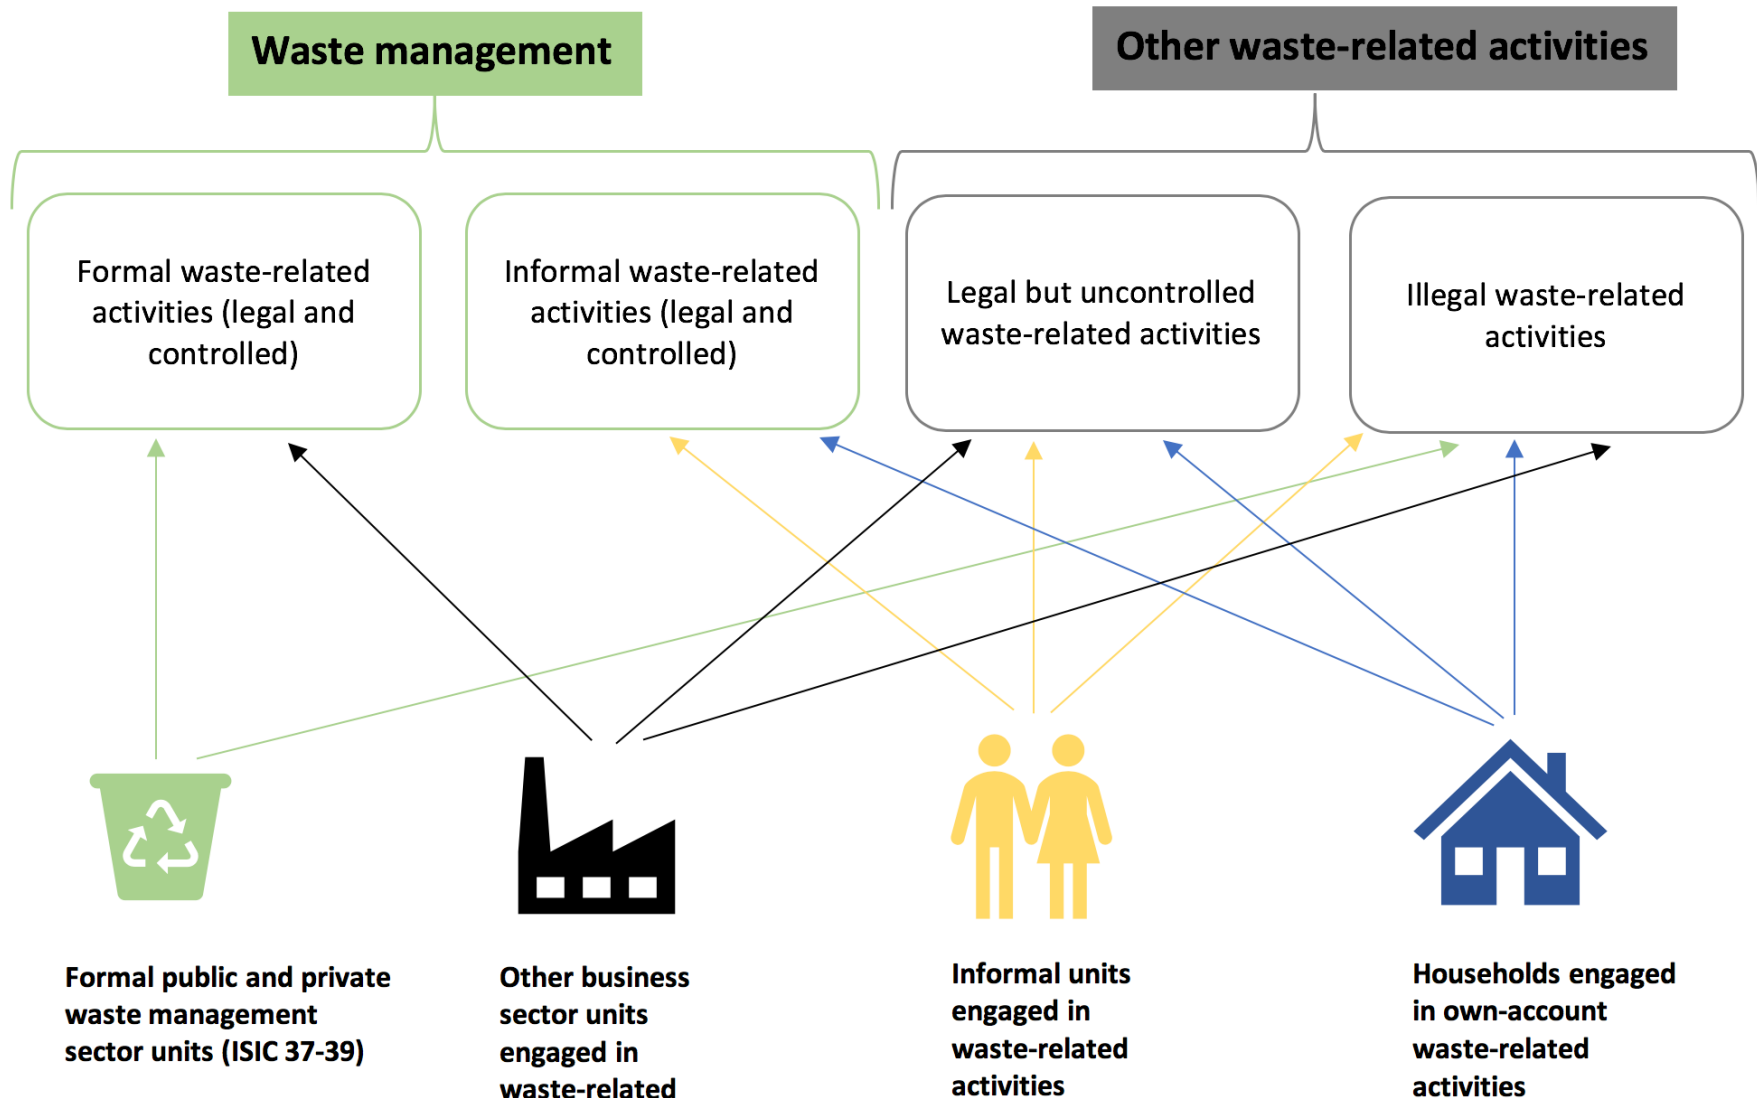 Waste management
Other waste-related activities
Formal waste-related
activities (legal and
controlled)
Informal waste-related
activities (legal and
controlled)
Legal but uncontrolled
waste-related activities
Illegal waste-related
activities
Formal public and private
waste management
sector units (ISIC 37-39)
Other business
sector units
engaged in
waste-related
Informal units
engaged in
waste-related
activities
Households engaged
in own-account
waste-related
activities